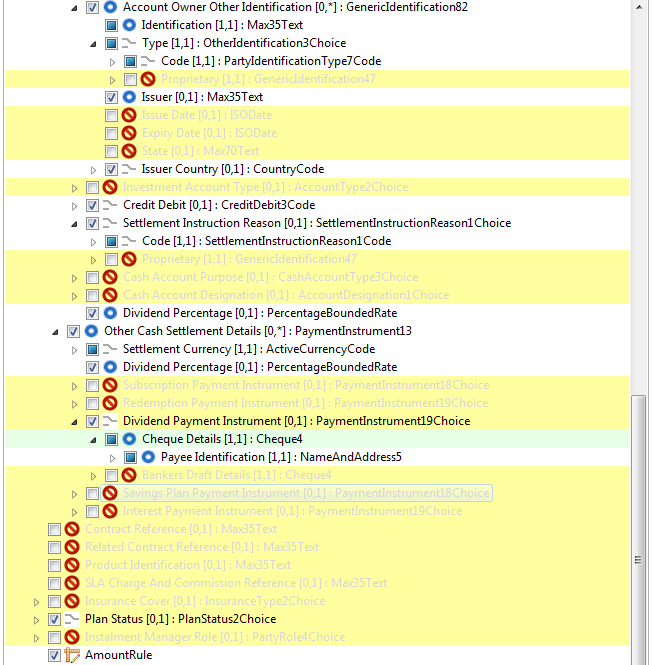 Account Owner Other Identification [0,*] : GenericIdentification82
Identification [1,1] : Max35Text
Type [1,1] : OtherIdentification3Choice
Code [1,1] : PartyIdentificationType7Code
Proprietary [1,1] : GenericIdentification47
Issuer [0,1] : Max35Text
Issue Date [0,1] : ISODate
Expiry Date [0,1] : ISODate
State [0,1] : Max70Text
Issuer Country [0,1] : CountryCode
Investment Account Type [0,1] : AccountType2Choice
Credit Debit [0,1] : CreditDebit3Code
Settlement Instruction Reason [0,1] : SettlementInstructionReason1Choice
Code [1,1] : SettlementInstructionReason1Code
Proprietary [1,1] : GenericIdentification47
Cash Account Purpose [0,1] : CashAccountType3Choice
Cash Account Designation [0,1] : AccountDesignation1Choice
Dividend Percentage [0,1] : PercentageBoundedRate
Other Cash Settlement Details [0,*] : PaymentInstrument13
Settlement Currency [1,1] : ActiveCurrencyCode
Dividend Percentage [0,1] : PercentageBoundedRate
Subscription Payment Instrument [0,1] : PaymentInstrument18Choice
Redemption Payment Instrument [0,1] : PaymentInstrument19Choice
Dividend Payment Instrument [0,1] : PaymentInstrument19Choice
Cheque Details [1,1] : Cheque4
Payee Identification [1,1] : NameAndAddress5
Bankers Draft Details [1,1] : Cheque4
Savings Plan Payment Instrument [0,1] : PaymentInstrument18Choice
Interest Payment Instrument [0,1] : PaymentInstrument19Choice
Contract Reference [0,1] : Max35Text
Related Contract Reference [0,1] : Max35Text
Product Identification [0,1] : Max35Text
SLA Charge And Commission Reference [0,1] : Max35Text
Insurance Cover [0,1] : InsuranceType2Choice
Plan Status [0,1] : PlanStatus2Choice
Instalment Manager Role [0,1] : PartyRole4Choice
AmountRule